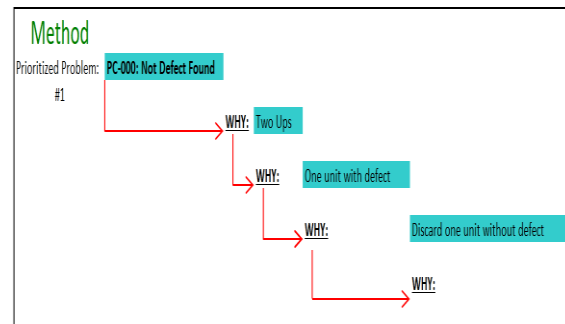 Method
Prioritized Problem: PC-000: Not Defect Found
#1
WHY: Two Ups
WHY: One unit with defect
WHY: Discard one unit without defect
WHY: